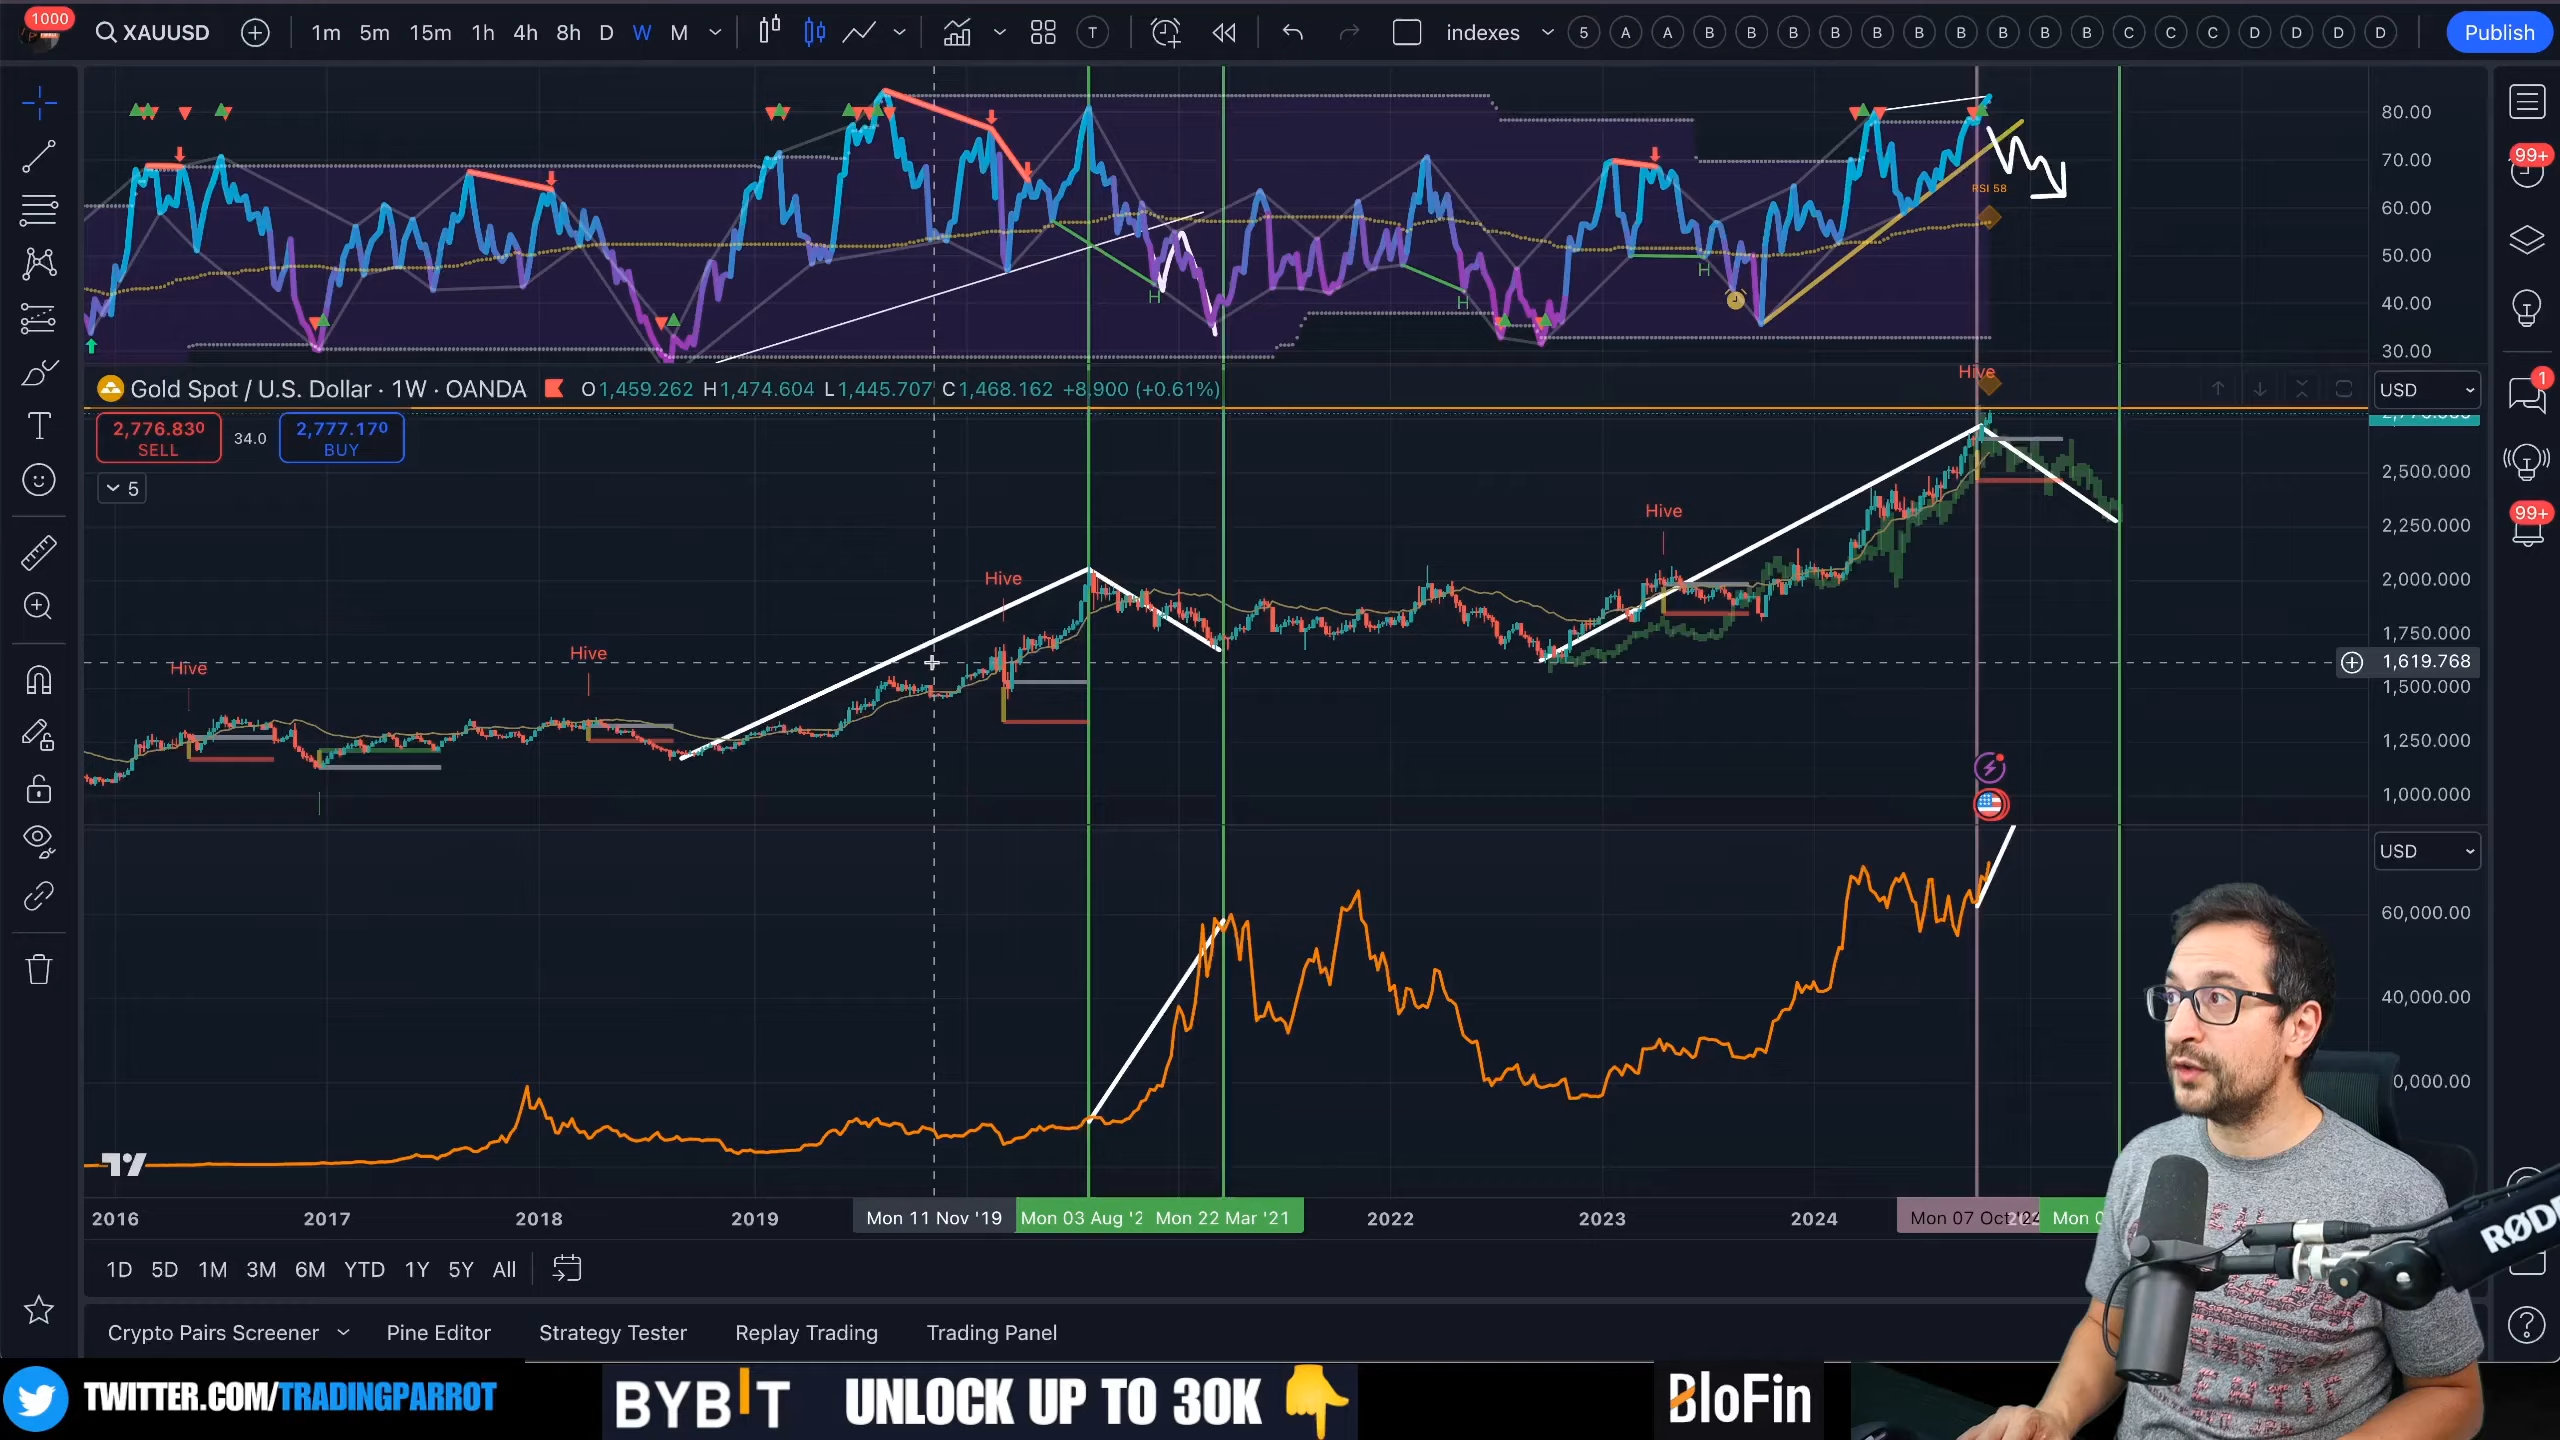 1000
XAUUSD 1m 5m 15m 1h 4h 8h D W M T indexes 5 A A B B B B B B B B B B C C C D D D D Publish
80.00
70.00
RSI 58
60.00
50.00
H H H
40.00
30.00
99+
Hive
Gold Spot / U.S. Dollar · 1W · OANDA O1,459.262 H1,474.604 L1,445.707 C1,468.162 +8.900 (+0.61%)
USD
1
2,776.830 34.0 2,777.170
SELL BUY
2,500.000
5
Hive
99+
2,250.000
Hive
2,000.000
Hive Hive
1,750.000
1,619.768
1,500.000
1,250.000
1,000.000
USD
60,000.00
40,000.00
0,000.00
2016 2017 2018 2019 Mon 11 Nov '19 Mon 03 Aug '2 Mon 22 Mar '21 2022 2023 2024 Mon 07 Oct '24 Mon 0
1D 5D 1M 3M 6M YTD 1Y 5Y All
Crypto Pairs Screener Pine Editor Strategy Tester Replay Trading Trading Panel
RØDE
SUPER
TWITTER.COM/TRADINGPARROT
BYBIT UNLOCK UP TO 30K
BloFin